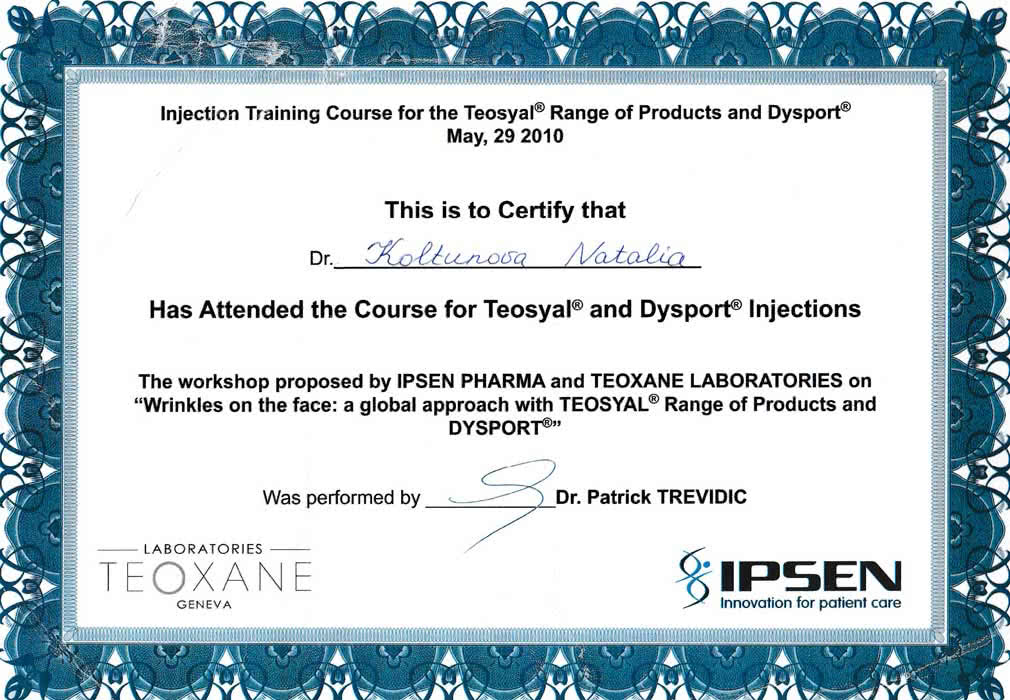 Injection Training Course for the Teosyal® Range of Products and Dysport®
May, 29 2010
This is to Certify that
Dr. Koltunova Natalia
Has Attended the Course for Teosyal® and Dysport® Injections
The workshop proposed by IPSEN PHARMA and TEOXANE LABORATORIES on
“Wrinkles on the face: a global approach with TEOSYAL® Range of Products and
DYSPORT®”
Was performed by Dr. Patrick TREVIDIC
LABORATORIES
TEOXANE
GENEVA
IPSEN
Innovation for patient care